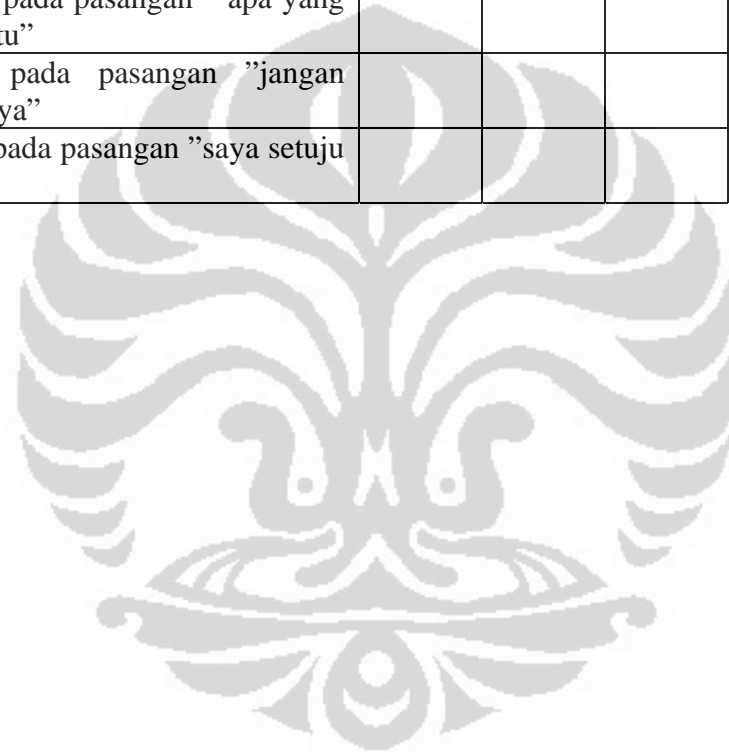 pada pasangan ” apa yang
tu”
pada pasangan ”jangan
ya”
pada pasangan ”saya setuju